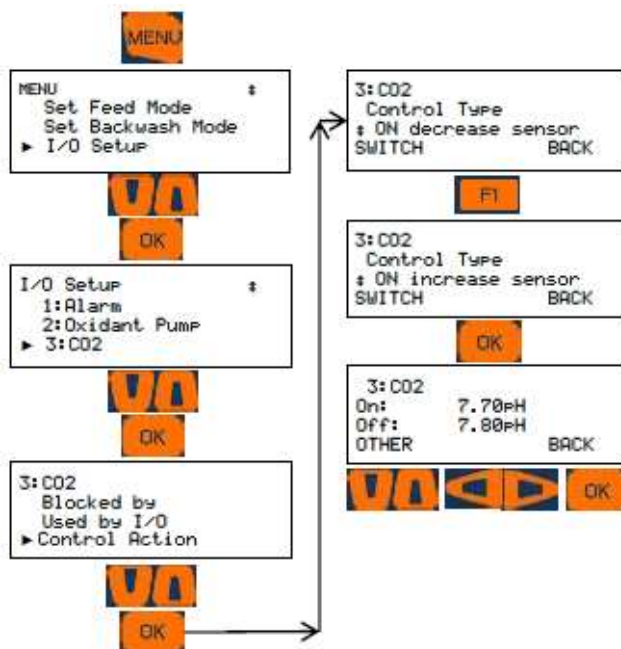 MENU
MENU ↕
Set Feed Mode
Set Backwash Mode
▶ I/O Setup
OK
I/O Setup ↕
1:Alarm
2:Oxidant Pump
▶ 3:CO2
OK
3:CO2
Blocked by
Used by I/O
▶Control Action
OK
3:CO2
Control Type
↕ ON decrease sensor
SWITCH BACK
F1
3:CO2
Control Type
↕ ON increase sensor
SWITCH BACK
OK
3:CO2
On: 7.70pH
Off: 7.80pH
OTHER BACK
OK